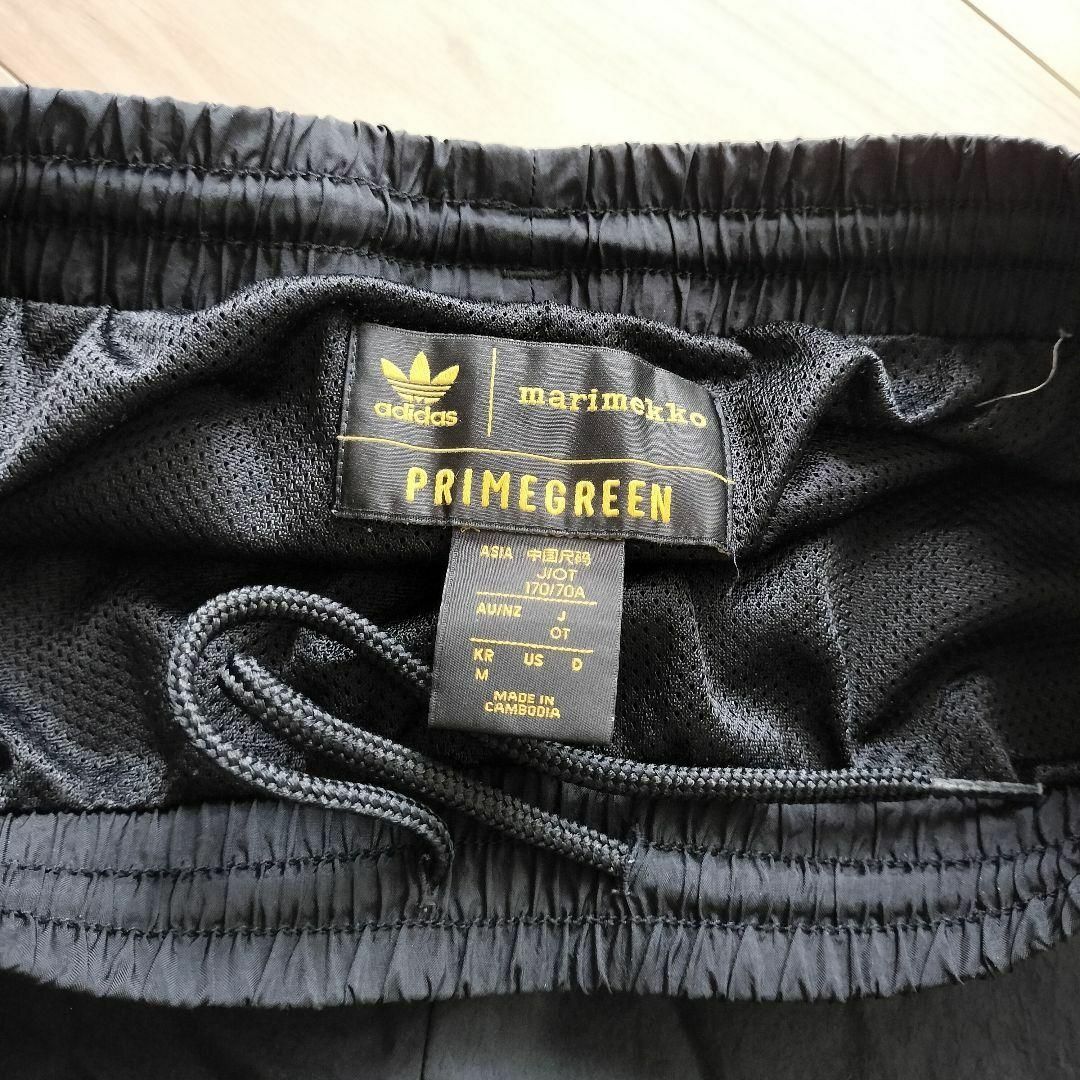 adidas
marimekko
PRIMEGREEN
ASIA 中国尺码
J/OT
170/70A
AU/NZ J
OT
KR US D
M
MADE IN
CAMBODIA